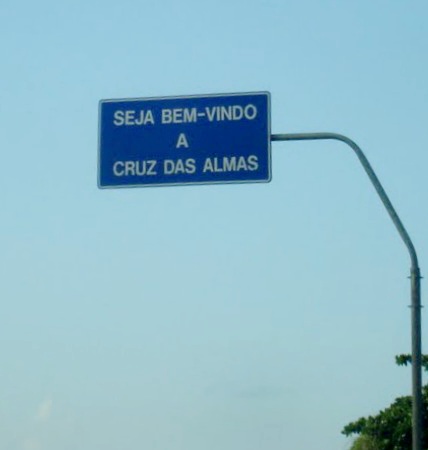 SEJA BEM-VINDO
A
CRUZ DAS ALMAS